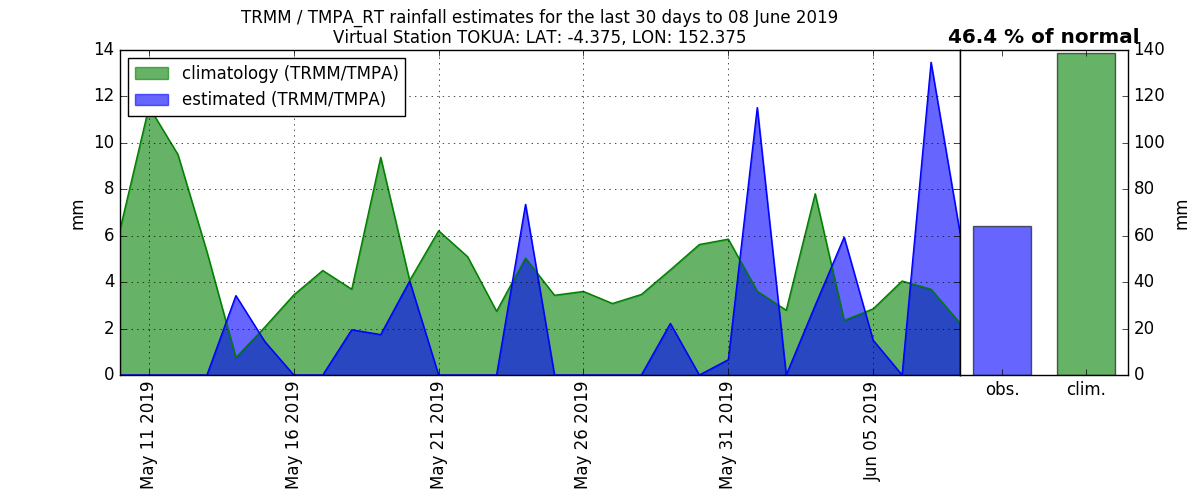 TRMM / TMPA_RT rainfall estimates for the last 30 days to 08 June 2019
Virtual Station TOKUA: LAT: -4.375, LON: 152.375
46.4 % of normal
climatology (TRMM/TMPA)
estimated (TRMM/TMPA)
mm
14
12
10
8
6
4
2
0
May 11 2019
May 16 2019
May 21 2019
May 26 2019
May 31 2019
Jun 05 2019
obs.
clim.
140
120
100
80
60
40
20
0
mm